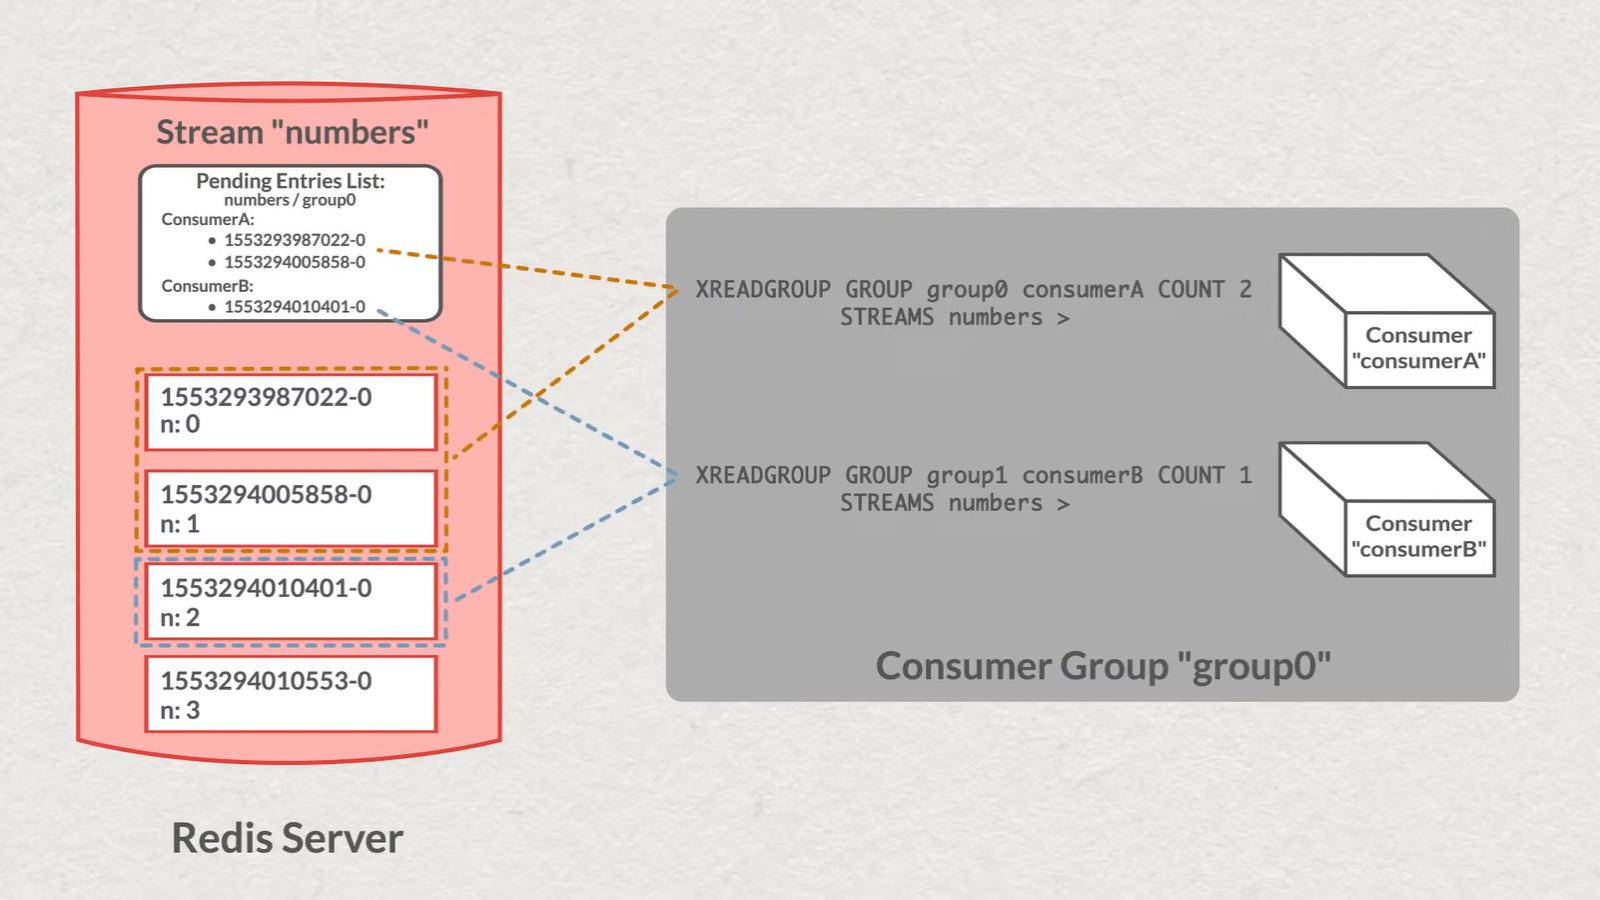 Stream "numbers"
Pending Entries List:
numbers / group0
ConsumerA:
• 1553293987022-0
• 1553294005858-0
ConsumerB:
• 1553294010401-0
1553293987022-0
n: 0
1553294005858-0
n: 1
1553294010401-0
n: 2
1553294010553-0
n: 3
Redis Server
XREADGROUP GROUP group0 consumerA COUNT 2
STREAMS numbers >
Consumer
"consumerA"
XREADGROUP GROUP group1 consumerB COUNT 1
STREAMS numbers >
Consumer
"consumerB"
Consumer Group "group0"